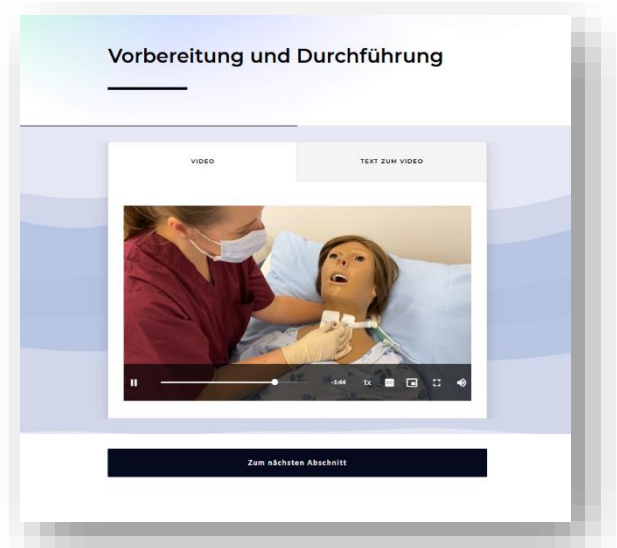 Vorbereitung und Durchführung
VIDEO
TEXT ZUM VIDEO
-1:44
1x
Zum nächsten Abschnitt